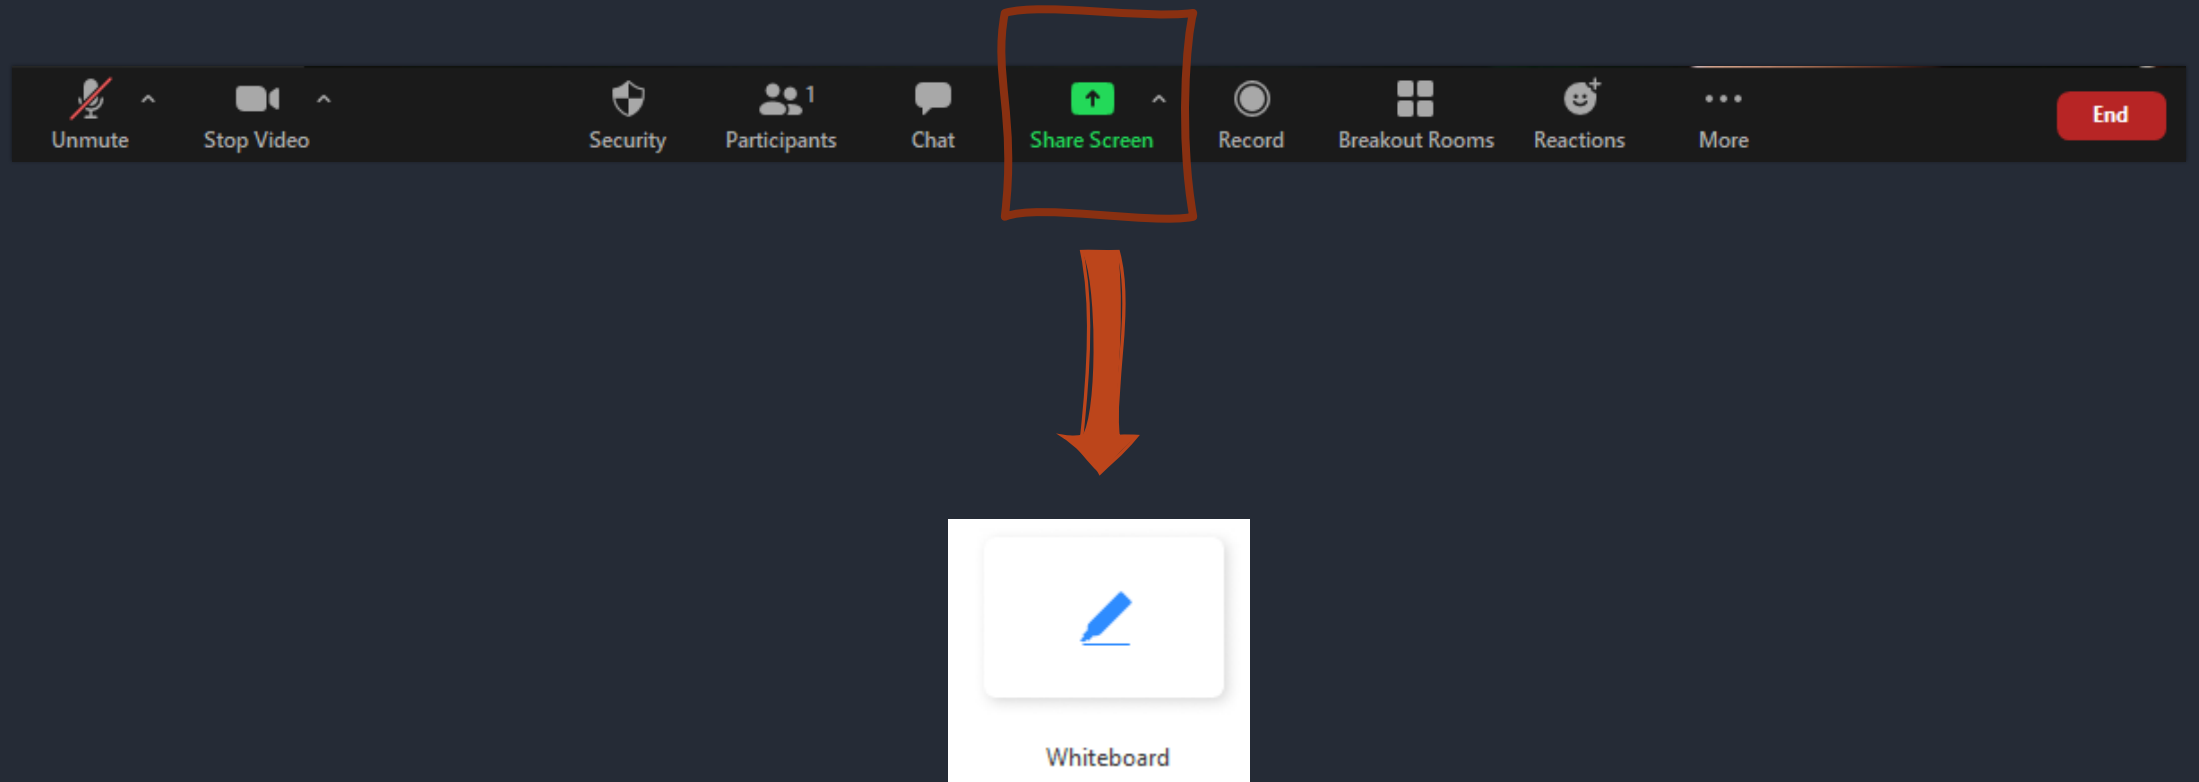 1
Unmute Stop Video Security Participants Chat Share Screen Record Breakout Rooms Reactions More End
Whiteboard